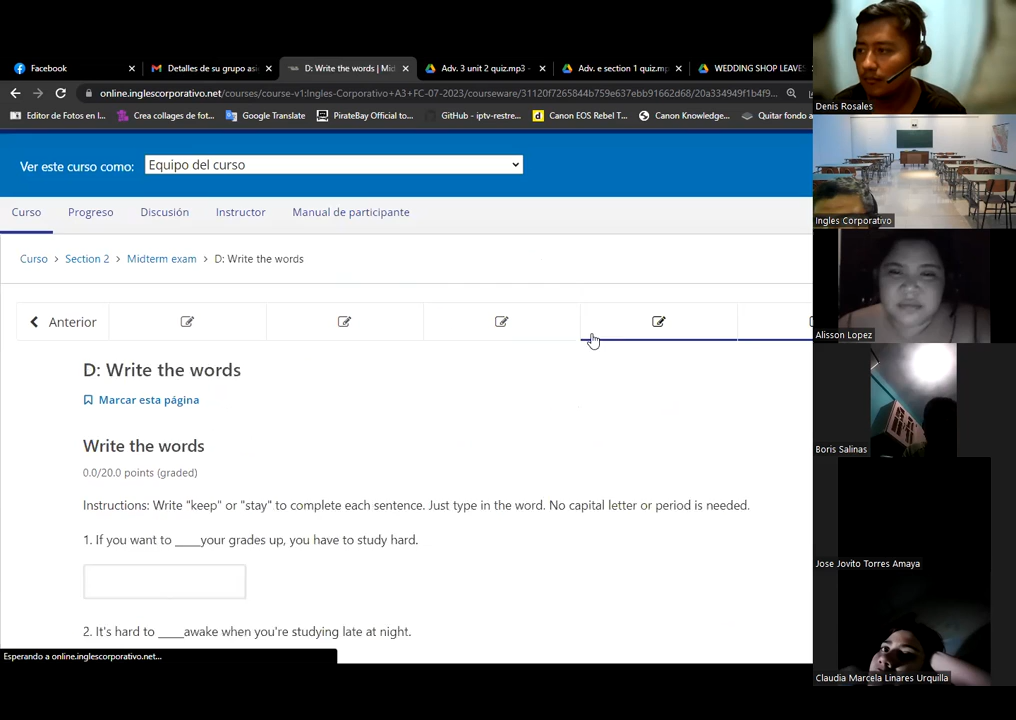 Facebook
Detalles de su grupo asi
D: Write the words | Mid
Adv. 3 unit 2 quiz.mp3 -
Adv. e section 1 quiz.mp
WEDDING SHOP LEAVES
online.inglescorporativo.net/courses/course-v1:Ingles-Corporativo+A3+FC-07-2023/courseware/31120f7265844b759e637ebb91662d68/20a334949f1b4f9...
Editor de Fotos en l...
Crea collages de fot...
Google Translate
PirateBay Official to...
GitHub - iptv-restre...
Canon EOS Rebel T...
Canon Knowledge...
Quitar fondo a
Ver este curso como:
Equipo del curso
Curso
Progreso
Discusión
Instructor
Manual de participante
Curso > Section 2 > Midterm exam > D: Write the words
Anterior
D: Write the words
Marcar esta página
Write the words
0.0/20.0 points (graded)
Instructions: Write "keep" or "stay" to complete each sentence. Just type in the word. No capital letter or period is needed.
1. If you want to ____your grades up, you have to study hard.
2. It's hard to ____awake when you're studying late at night.
Esperando a online.inglescorporativo.net...
Denis Rosales
Ingles Corporativo
Alisson Lopez
Boris Salinas
Jose Jovito Torres Amaya
Claudia Marcela Linares Urquilla